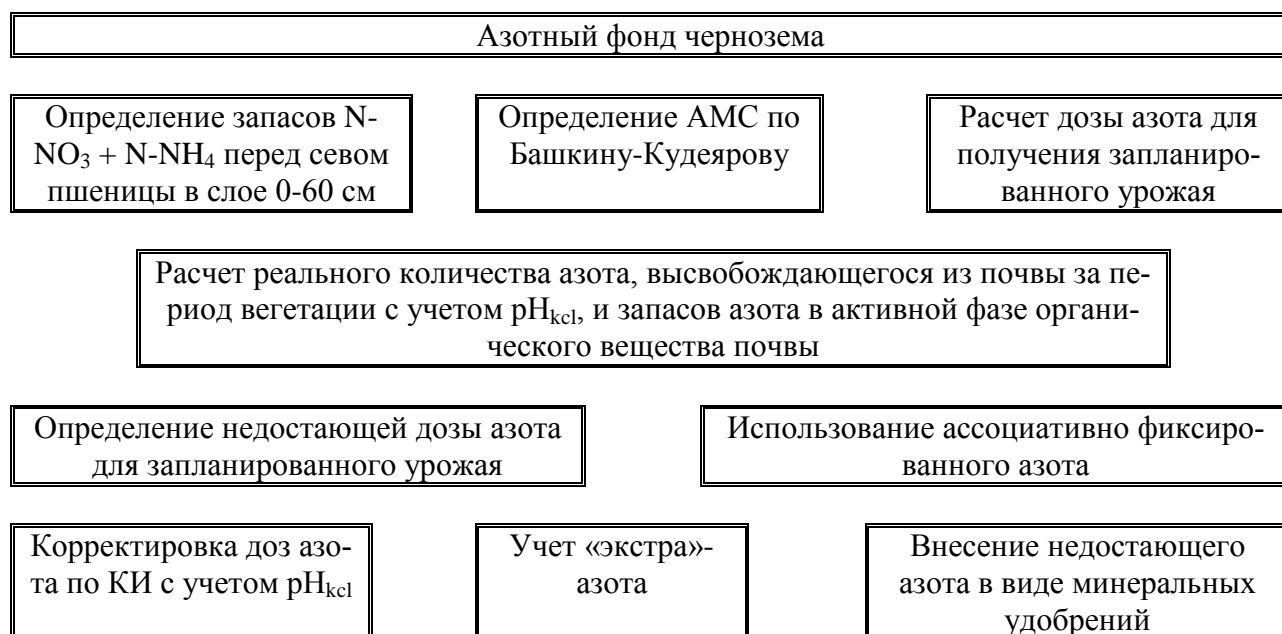 Азотный фонд чернозема
Определение запасов N-
NO₃ + N-NH₄ перед севом
пшеницы в слое 0-60 см
Определение АМС по
Башкину-Кудеярову
Расчет дозы азота для
получения запланиро-
ванного урожая
Расчет реального количества азота, высвобождающегося из почвы за пе-
риод вегетации с учетом pHkcl, и запасов азота в активной фазе органи-
ческого вещества почвы
Определение недостающей дозы азота
для запланированного урожая
Использование ассоциативно фиксиро-
ванного азота
Корректировка доз азо-
та по КИ с учетом pHkcl
Учет «экстра»-
азота
Внесение недостающего
азота в виде минеральных
удобрений